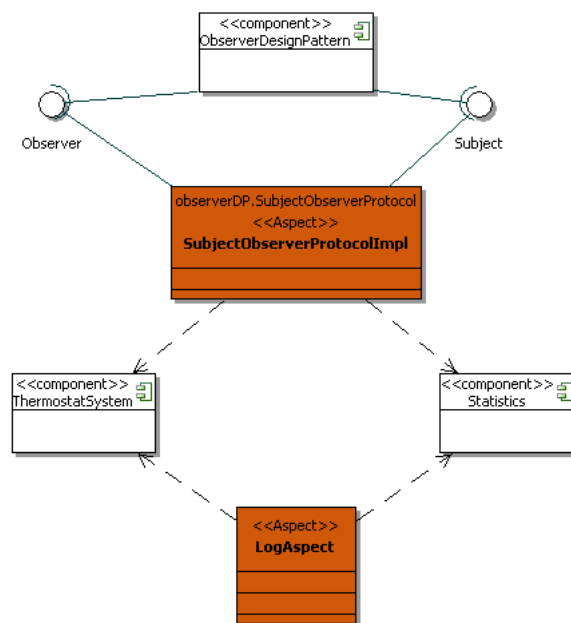 <<component>>
ObserverDesignPattern
Observer
Subject
observerDP.SubjectObserverProtocol
<<Aspect>>
SubjectObserverProtocolImpl
<<component>>
ThermostatSystem
<<component>>
Statistics
<<Aspect>>
LogAspect